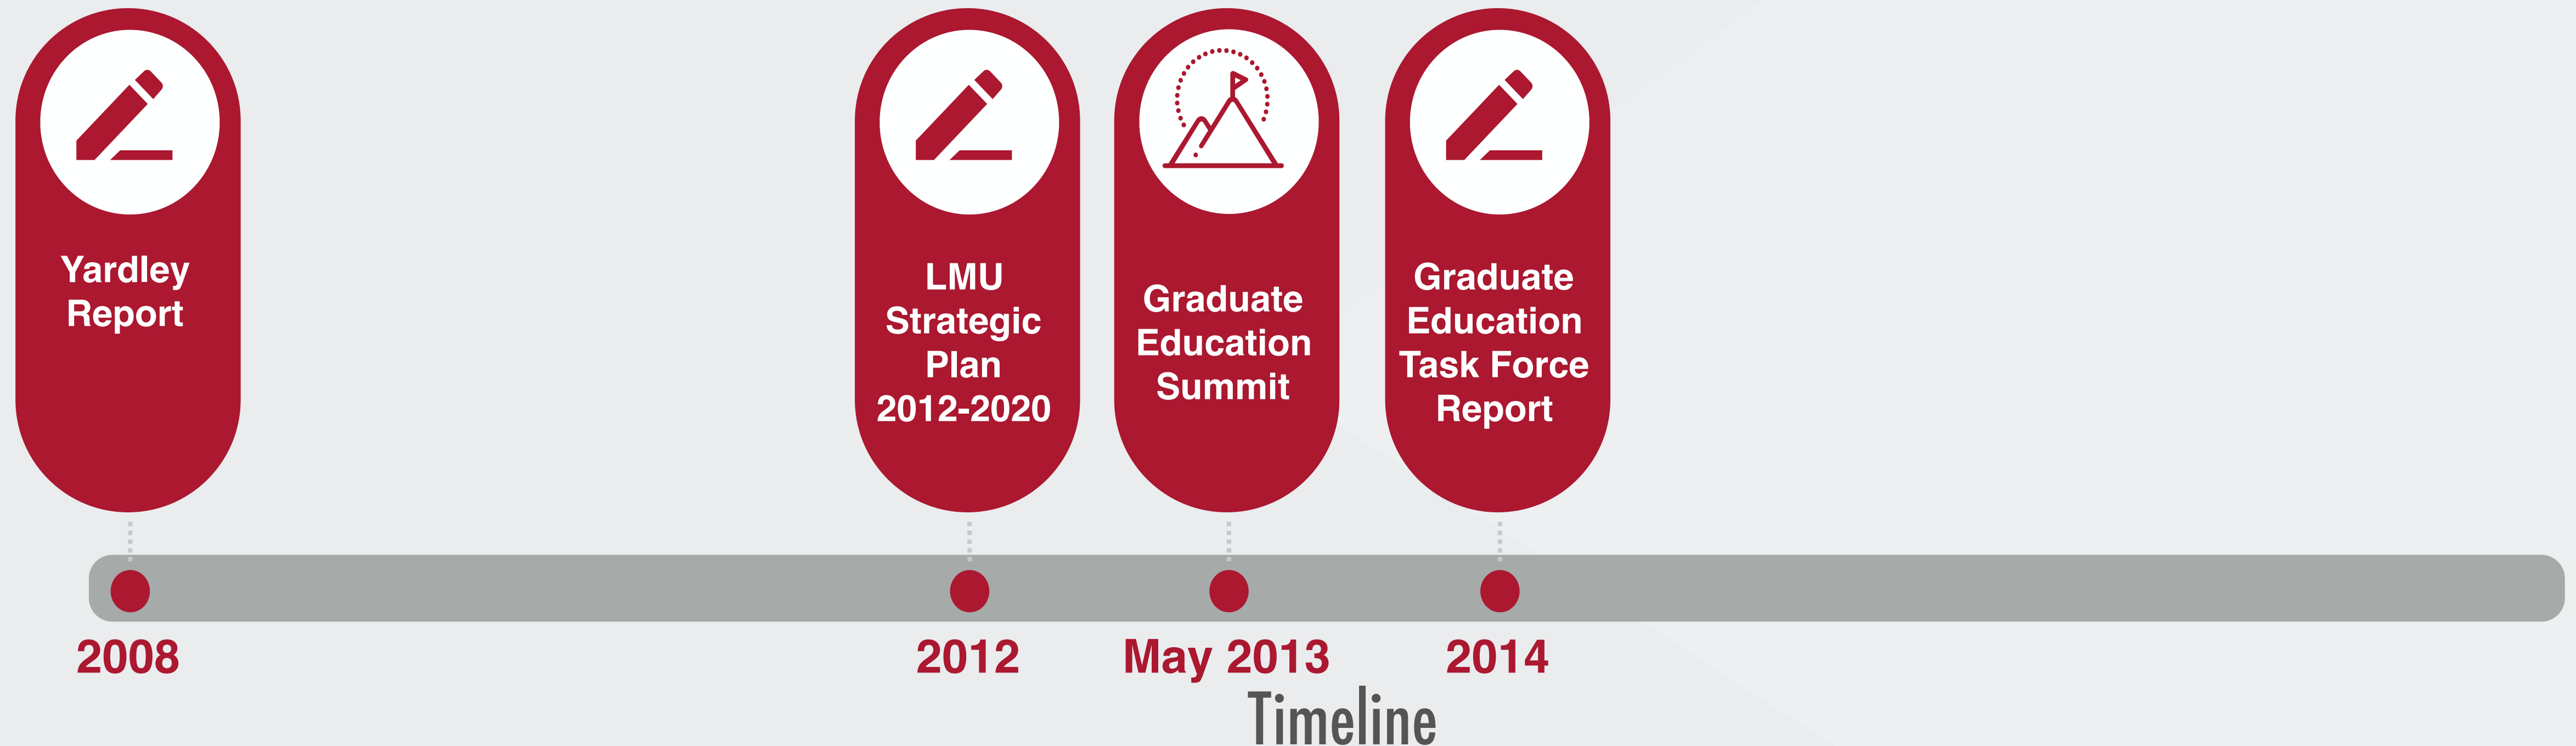 Yardley
Report
LMU
Strategic
Plan
2012-2020
Graduate
Education
Summit
Graduate
Education
Task Force
Report
2008
2012
May 2013
2014
Timeline